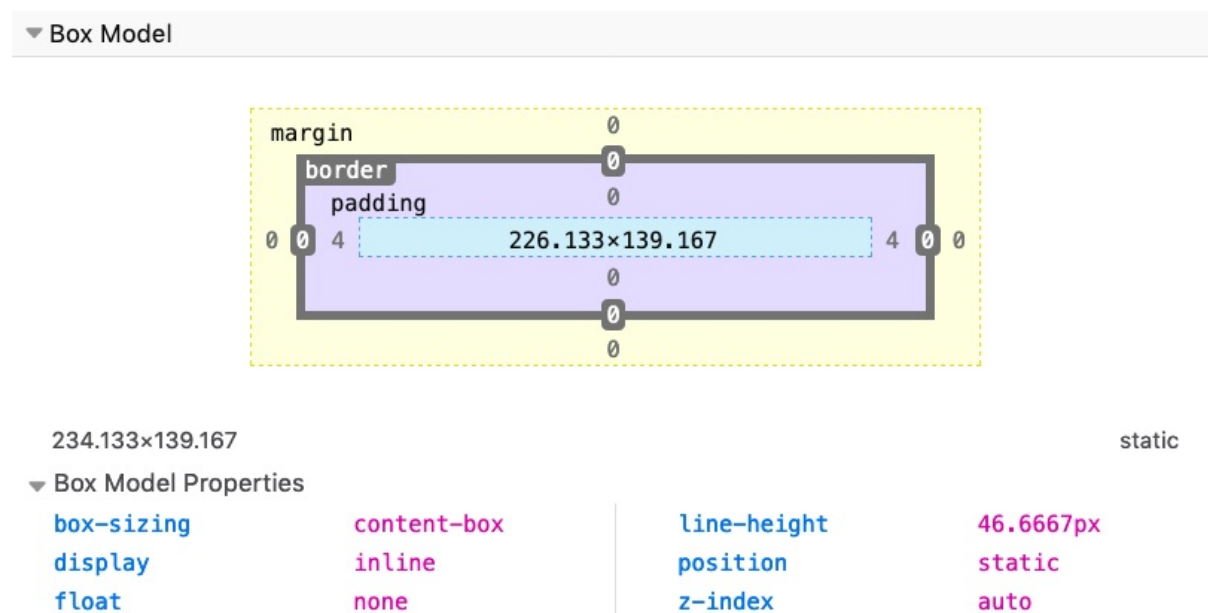 Box Model
margin 0
border 0
padding 0
0 0 4 226.133×139.167 4 0 0
0
0
0
234.133×139.167 static
Box Model Properties
box-sizing content-box line-height 46.6667px
display inline position static
float none z-index auto